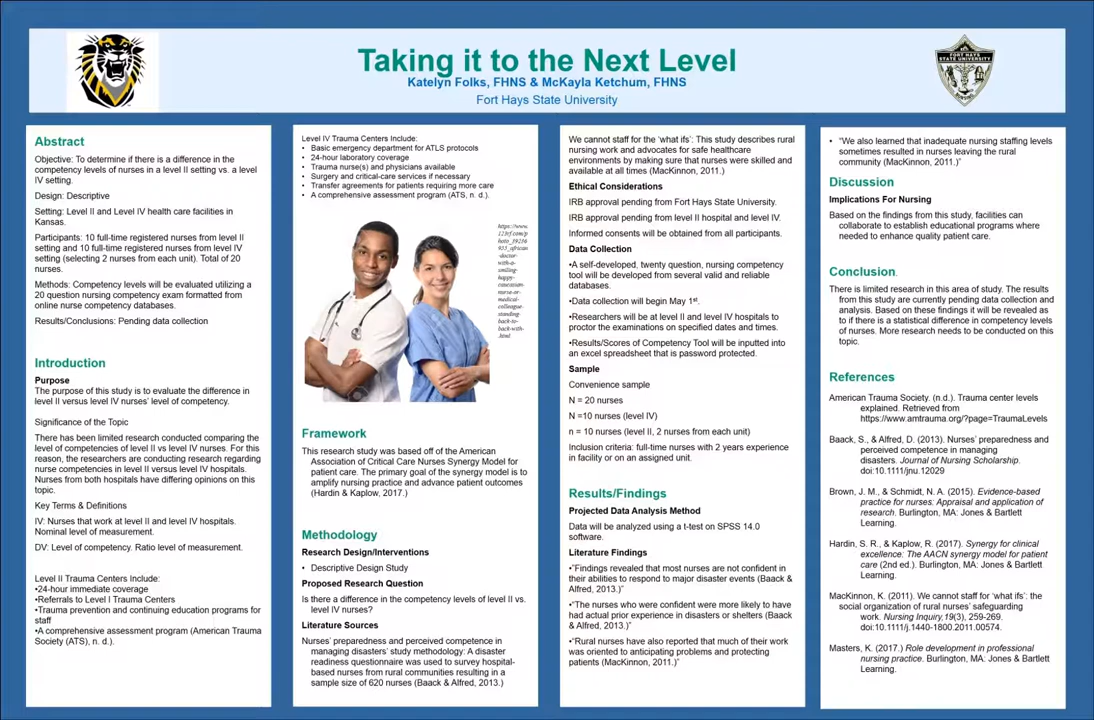 Taking it to the Next Level
Katelyn Folks, FHNS & McKayla Ketchum, FHNS
Fort Hays State University
FORT HAYS
STATE UNIVERSITY
Abstract
Objective: To determine if there is a difference in the
competency levels of nurses in a level II setting vs. a level
IV setting.
Design: Descriptive
Setting: Level II and Level IV health care facilities in
Kansas.
Participants: 10 full-time registered nurses from level II
setting and 10 full-time registered nurses from level IV
setting (selecting 2 nurses from each unit). Total of 20
nurses.
Methods: Competency levels will be evaluated utilizing a
20 question nursing competency exam formatted from
online nurse competency databases.
Results/Conclusions: Pending data collection
Introduction
Purpose
The purpose of this study is to evaluate the difference in
level II versus level IV nurses' level of competency.
Significance of the Topic
There has been limited research conducted comparing the
level of competencies of level II vs level IV nurses. For this
reason, the researchers are conducting research regarding
nurse competencies in level II versus level IV hospitals.
Nurses from both hospitals have differing opinions on this
topic.
Key Terms & Definitions
IV: Nurses that work at level II and level IV hospitals.
Nominal level of measurement.
DV: Level of competency. Ratio level of measurement.
Level II Trauma Centers Include:
•24-hour immediate coverage
•Referrals to Level I Trauma Centers
•Trauma prevention and continuing education programs for
staff
•A comprehensive assessment program (American Trauma
Society (ATS), n. d.).
Level IV Trauma Centers Include:
• Basic emergency department for ATLS protocols
• 24-hour laboratory coverage
• Trauma nurse(s) and physicians available
• Surgery and critical-care services if necessary
• Transfer agreements for patients requiring more care
• A comprehensive assessment program (ATS, n. d.).
https://www.
123rf.com/p
hoto_39236
935_african
-doctor-
with-a-
smiling-
happy-
caucasian-
nurse-or-
medical-
colleague-
standing-
back-to-
back-with-
.html
Framework
This research study was based off of the American
Association of Critical Care Nurses Synergy Model for
patient care. The primary goal of the synergy model is to
amplify nursing practice and advance patient outcomes
(Hardin & Kaplow, 2017.)
Methodology
Research Design/Interventions
• Descriptive Design Study
Proposed Research Question
Is there a difference in the competency levels of level II vs.
level IV nurses?
Literature Sources
Nurses' preparedness and perceived competence in
managing disasters' study methodology: A disaster
readiness questionnaire was used to survey hospital-
based nurses from rural communities resulting in a
sample size of 620 nurses (Baack & Alfred, 2013.)
We cannot staff for the 'what ifs': This study describes rural
nursing work and advocates for safe healthcare
environments by making sure that nurses were skilled and
available at all times (MacKinnon, 2011.)
Ethical Considerations
IRB approval pending from Fort Hays State University.
IRB approval pending from level II hospital and level IV.
Informed consents will be obtained from all participants.
Data Collection
•A self-developed, twenty question, nursing competency
tool will be developed from several valid and reliable
databases.
•Data collection will begin May 1st.
•Researchers will be at level II and level IV hospitals to
proctor the examinations on specified dates and times.
•Results/Scores of Competency Tool will be inputted into
an excel spreadsheet that is password protected.
Sample
Convenience sample
N = 20 nurses
N =10 nurses (level IV)
n = 10 nurses (level II, 2 nurses from each unit)
Inclusion criteria: full-time nurses with 2 years experience
in facility or on an assigned unit.
Results/Findings
Projected Data Analysis Method
Data will be analyzed using a t-test on SPSS 14.0
software.
Literature Findings
•"Findings revealed that most nurses are not confident in
their abilities to respond to major disaster events (Baack &
Alfred, 2013.)"
•"The nurses who were confident were more likely to have
had actual prior experience in disasters or shelters (Baack
& Alfred, 2013.)"
•"Rural nurses have also reported that much of their work
was oriented to anticipating problems and protecting
patients (MacKinnon, 2011.)"
• "We also learned that inadequate nursing staffing levels
sometimes resulted in nurses leaving the rural
community (MacKinnon, 2011.)"
Discussion
Implications For Nursing
Based on the findings from this study, facilities can
collaborate to establish educational programs where
needed to enhance quality patient care.
Conclusion.
There is limited research in this area of study. The results
from this study are currently pending data collection and
analysis. Based on these findings it will be revealed as
to if there is a statistical difference in competency levels
of nurses. More research needs to be conducted on this
topic.
References
American Trauma Society. (n.d.). Trauma center levels
explained. Retrieved from
https://www.amtrauma.org/?page=TraumaLevels
Baack, S., & Alfred, D. (2013). Nurses' preparedness and
perceived competence in managing
disasters. Journal of Nursing Scholarship.
doi:10.1111/jnu.12029
Brown, J. M., & Schmidt, N. A. (2015). Evidence-based
practice for nurses: Appraisal and application of
research. Burlington, MA: Jones & Bartlett
Learning.
Hardin, S. R., & Kaplow, R. (2017). Synergy for clinical
excellence: The AACN synergy model for patient
care (2nd ed.). Burlington, MA: Jones & Bartlett
Learning.
MacKinnon, K. (2011). We cannot staff for 'what ifs': the
social organization of rural nurses' safeguarding
work. Nursing Inquiry,19(3), 259-269.
doi:10.1111/j.1440-1800.2011.00574.
Masters, K. (2017.) Role development in professional
nursing practice. Burlington, MA: Jones & Bartlett
Learning.